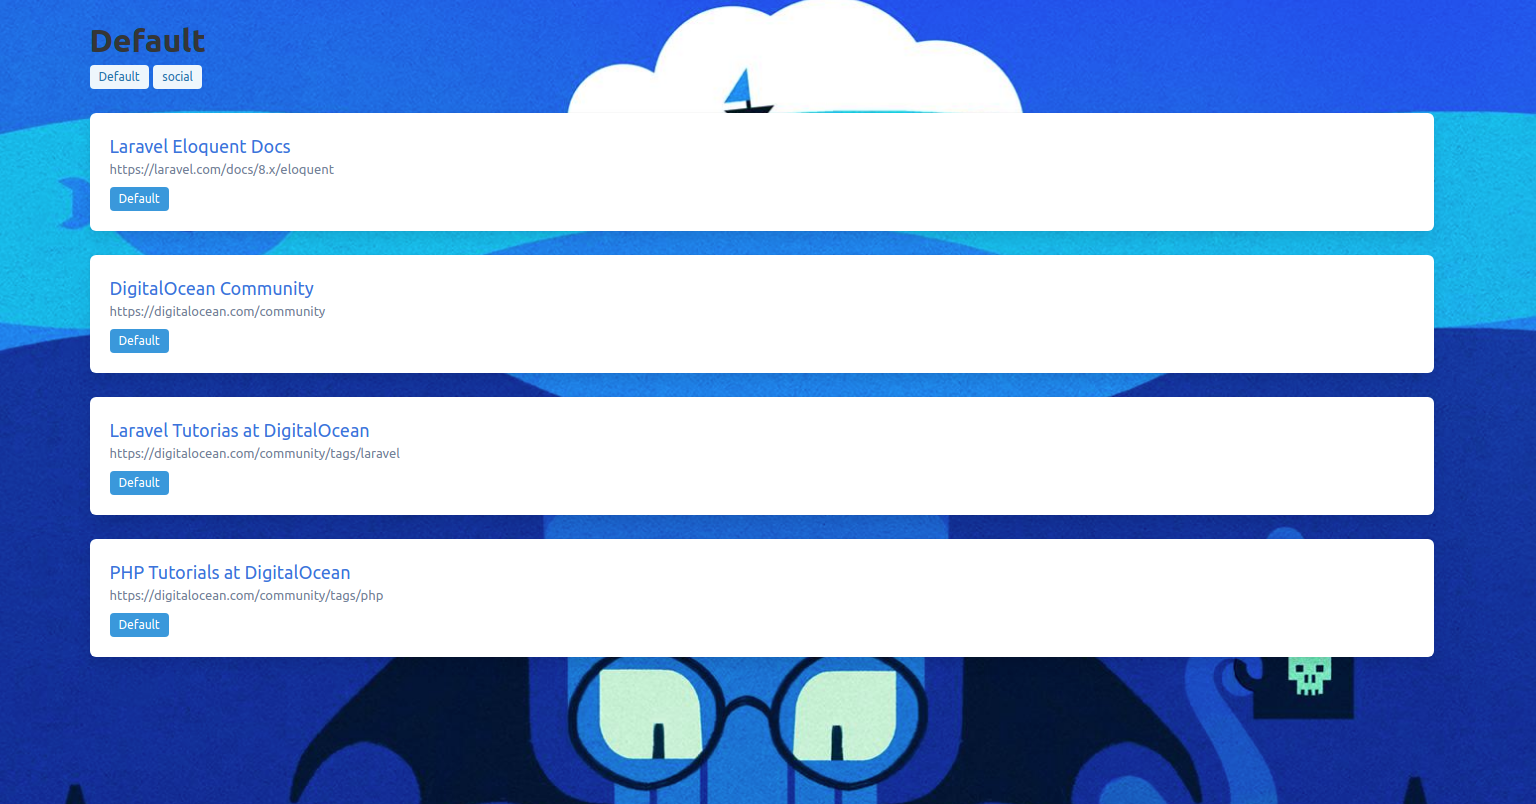 Default
Default social
Laravel Eloquent Docs
https://laravel.com/docs/8.x/eloquent
Default
DigitalOcean Community
https://digitalocean.com/community
Default
Laravel Tutorias at DigitalOcean
https://digitalocean.com/community/tags/laravel
Default
PHP Tutorials at DigitalOcean
https://digitalocean.com/community/tags/php
Default